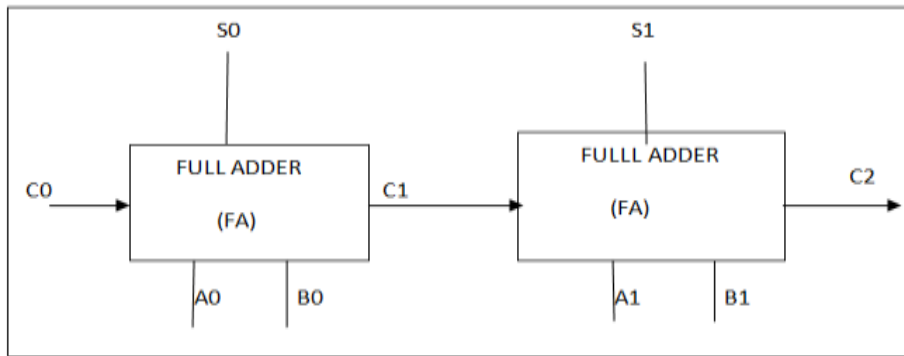 S0
S1
FULL ADDER
FULLL ADDER
C0
C1
C2
(FA)
(FA)
A0
B0
A1
B1